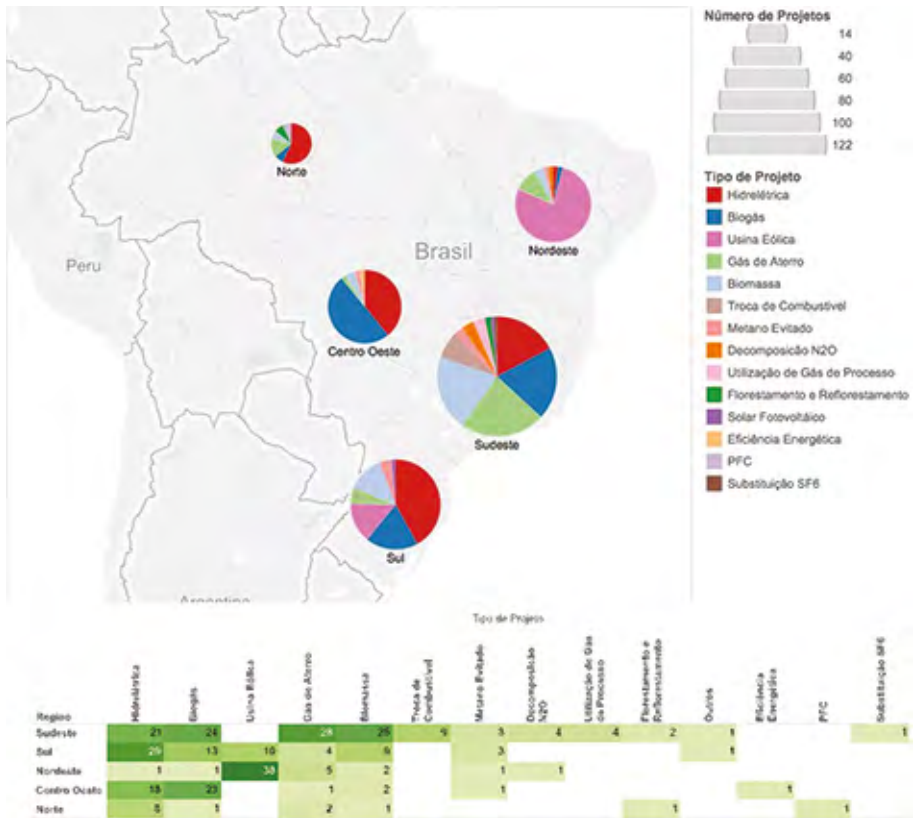 Número de Projetos
14
40
60
80
100
122
Tipo de Projeto
Hidrelétrica
Biogás
Usina Eólica
Gás de Aterro
Biomassa
Troca de Combustível
Metano Evitado
Decomposicão N2O
Utilização de Gás de Processo
Florestamento e Reflorestamento
Solar Fotovoltáico
Eficiência Energética
PFC
Substituição SF6
Norte
Nordeste
Brasil
Peru
Centro Oeste
Sudeste
Sul
Argentina
Tipo de Projeto
Hidrelétrica
Biogás
Usina Eólica
Gás de Aterro
Biomassa
Troca de
Combustível
Metano Evitado
Decomposição
N2O
Utilização de Gás
de Processo
Florestamento e
Reflorestamento
Outros
Eficiência
Energética
PFC
Substituição SF6
Região
Sudeste 21 24 28 25 9 3 4 4 2 1 1
Sul 29 13 10 4 9 3 1
Nordeste 1 1 38 5 2 1 1
Centro Oeste 18 23 1 2 1 1
Norte 8 1 2 1 1 1